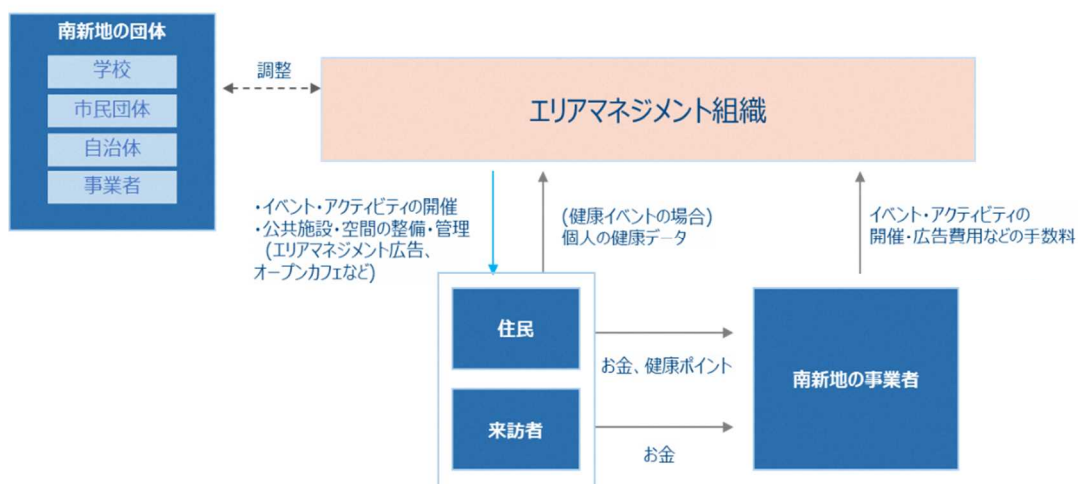 南新地の団体
学校
市民団体
自治体
事業者
調整
エリアマネジメント組織
・イベント・アクティビティの開催
・公共施設・空間の整備・管理
(エリアマネジメント広告、
オープンカフェなど)
(健康イベントの場合)
個人の健康データ
イベント・アクティビティの
開催・広告費用などの手数料
住民
来訪者
お金、健康ポイント
お金
南新地の事業者